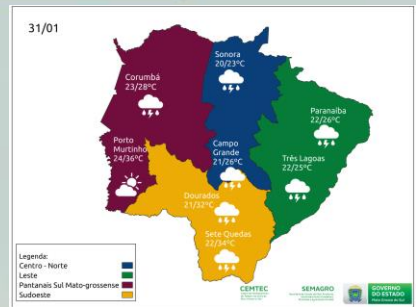 31/01
Sonora
20/23°C
Corumbá
23/28°C
Paranaíba
22/26°C
Porto
Murtinho
24/36°C
Campo
Grande
21/26°C
Três Lagoas
22/25°C
Dourados
21/32°C
Sete Quedas
22/34°C
Legenda:
Centro - Norte
Leste
Pantanais Sul Mato-grossense
Sudoeste
CEMTEC
SEMAGRO
GOVERNO
DO ESTADO